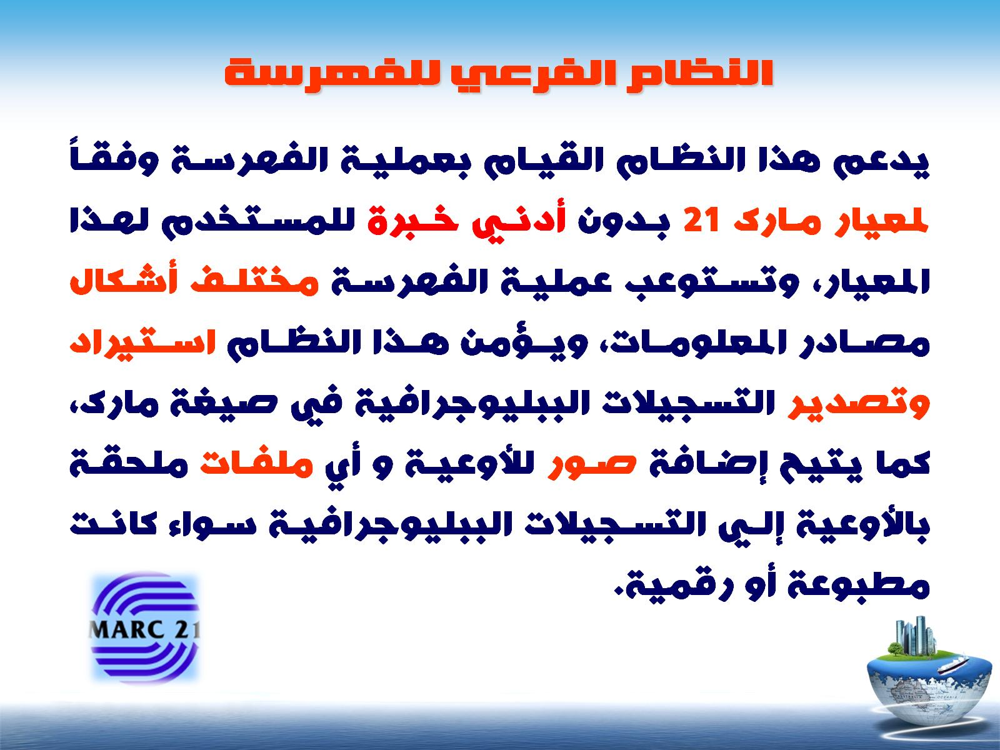 النظام الفرعي للفهرسة
يدعم هذا النظام القيام بعملية الفهرسة وفقاً
لمعيار مارك 21 بدون أدني خبرة للمستخدم لهذا
المعيار، وتستوعب عملية الفهرسة مختلف أشكال
مصادر المعلومات، ويؤمن هذا النظام استيراد
وتصدير التسجيلات الببليوجرافية في صيغة مارك،
كما يتيح إضافة صور للأوعية و أي ملفات ملحقة
بالأوعية إلي التسجيلات الببليوجرافية سواء كانت
مطبوعة أو رقمية.
MARC 21
AUSTRALIA
OCEANIA